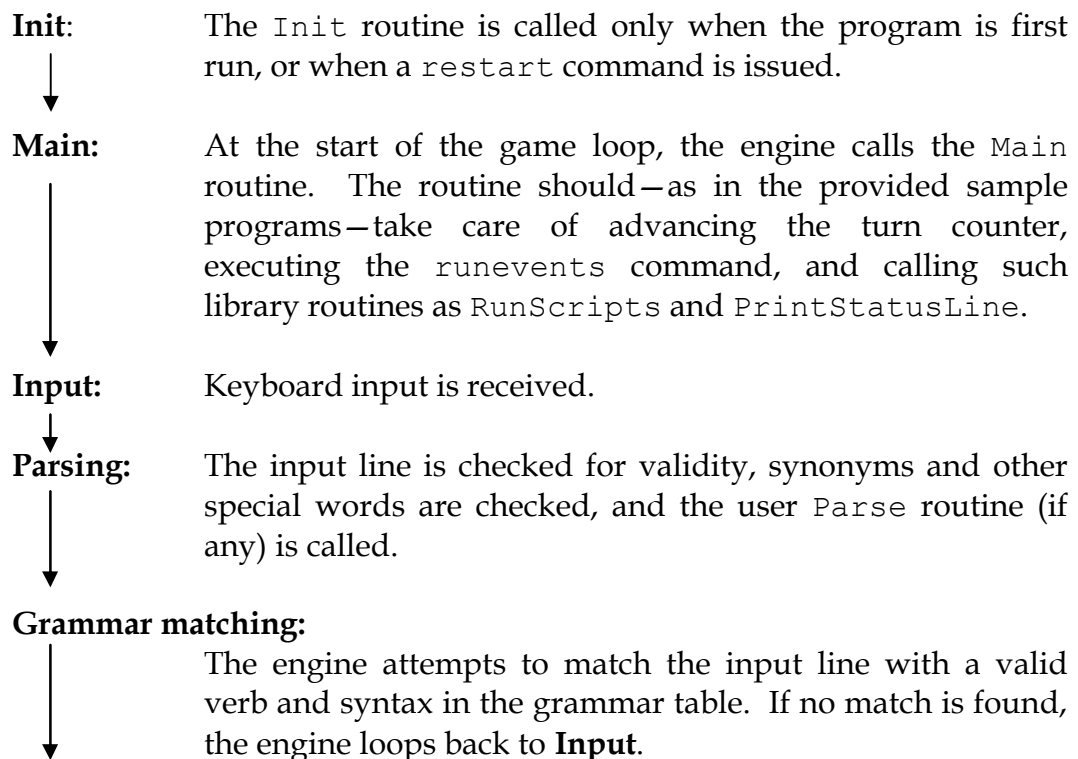 Init: The Init routine is called only when the program is first
run, or when a restart command is issued.
Main: At the start of the game loop, the engine calls the Main
routine. The routine should—as in the provided sample
programs—take care of advancing the turn counter,
executing the runevents command, and calling such
library routines as RunScripts and PrintStatusLine.
Input: Keyboard input is received.
Parsing: The input line is checked for validity, synonyms and other
special words are checked, and the user Parse routine (if
any) is called.
Grammar matching:
The engine attempts to match the input line with a valid
verb and syntax in the grammar table. If no match is found,
the engine loops back to Input.